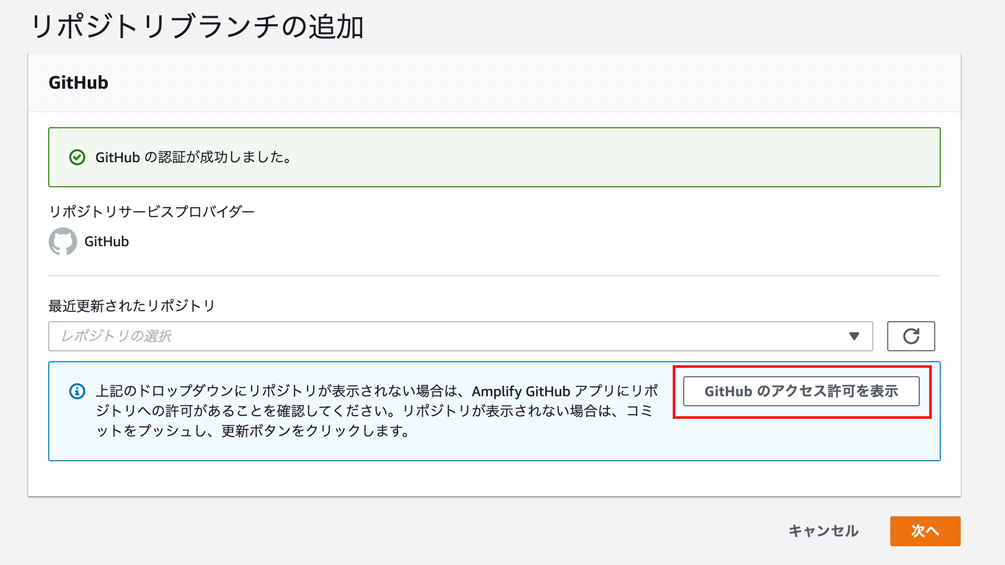 リポジトリブランチの追加
GitHub
GitHub の認証が成功しました。
リポジトリサービスプロバイダー
GitHub
最近更新されたリポジトリ
レポジトリの選択
上記のドロップダウンにリポジトリが表示されない場合は、Amplify GitHub アプリにリポ
ジトリへの許可があることを確認してください。リポジトリが表示されない場合は、コミ
ットをプッシュし、更新ボタンをクリックします。
GitHub のアクセス許可を表示
キャンセル
次へ